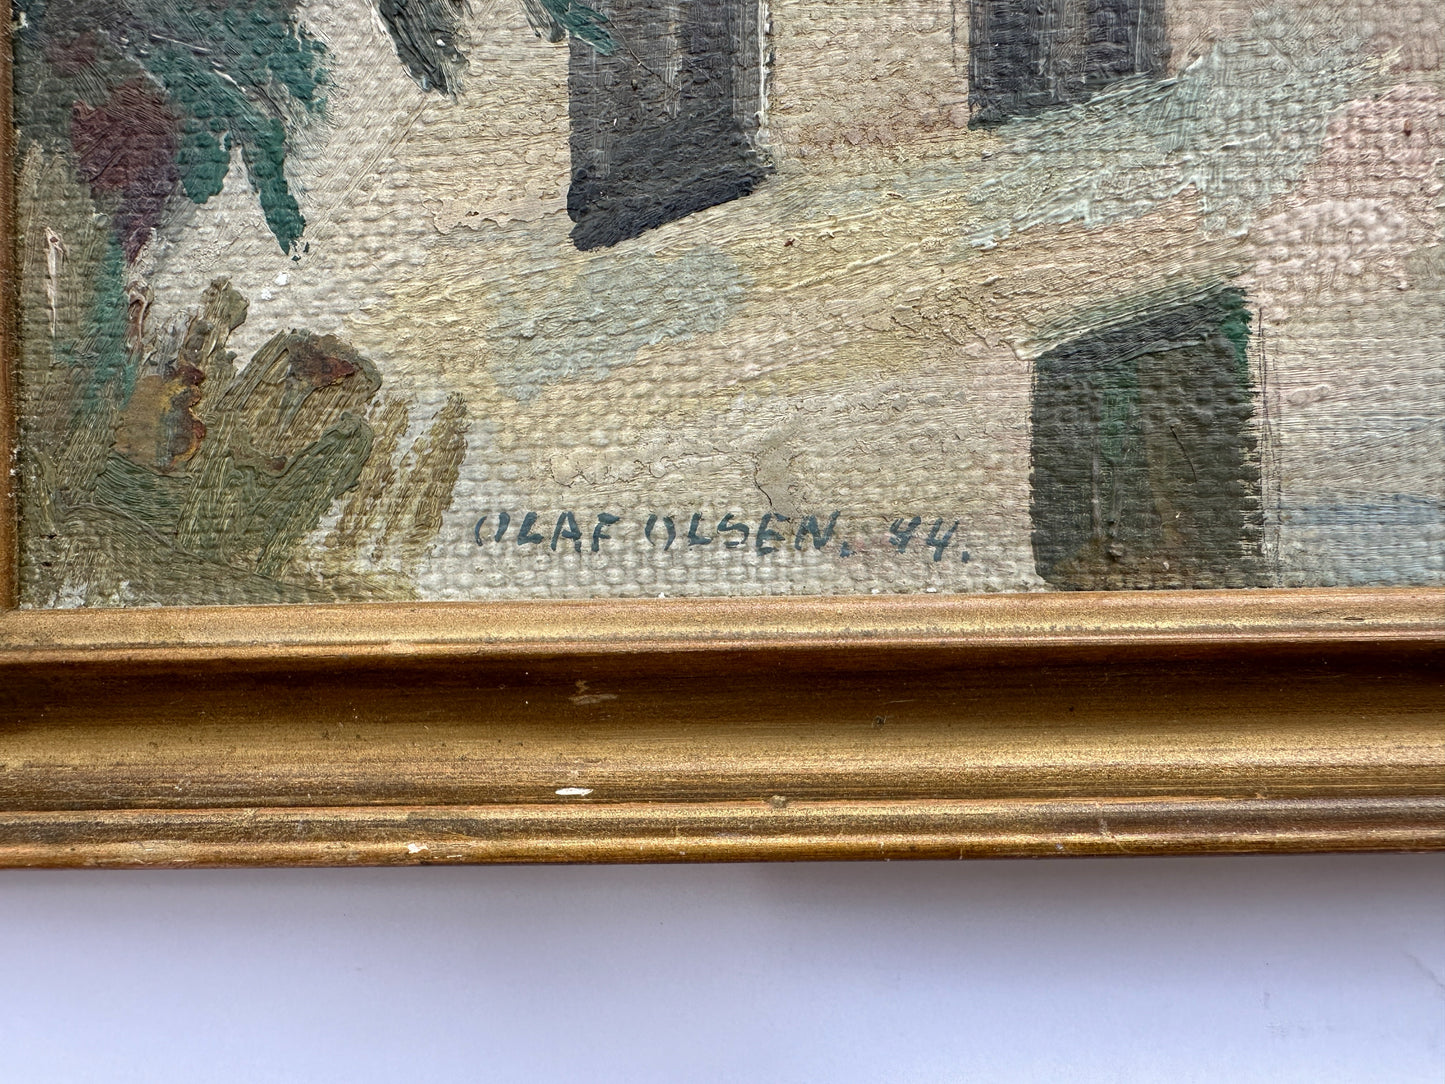 OLAF OLSEN. 44.